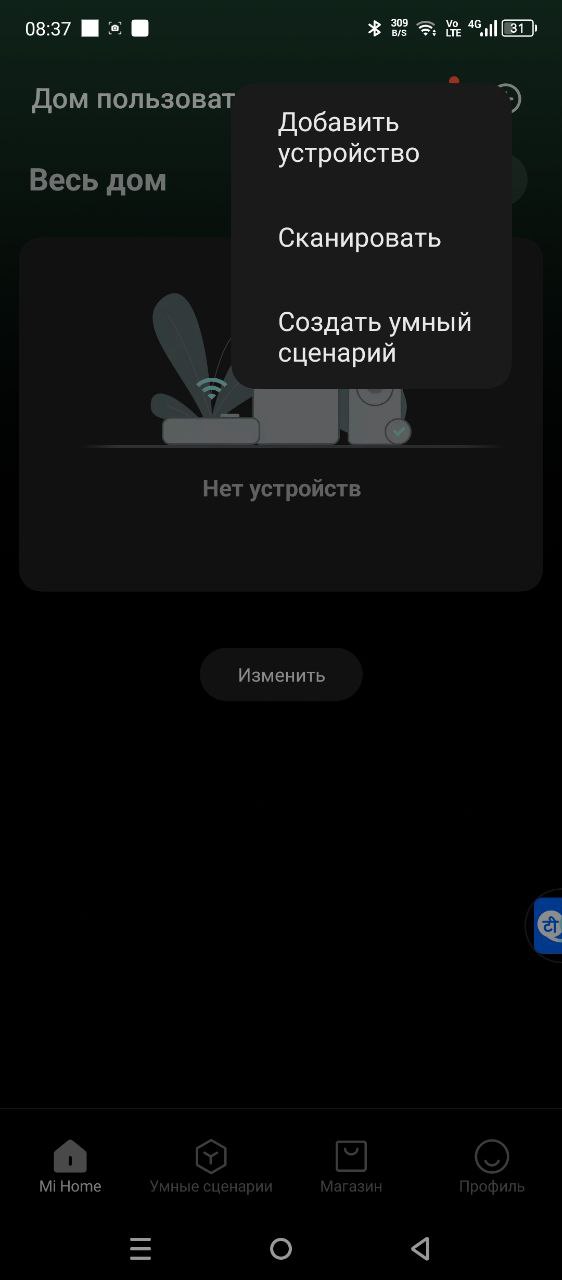 08:37
309
B/S
Vo
LTE
4G
31
Дом пользоват
Добавить
устройство
Весь дом
Сканировать
Создать умный
сценарий
Нет устройств
Изменить
टी
Mi Home
Умные сценарии
Магазин
Профиль